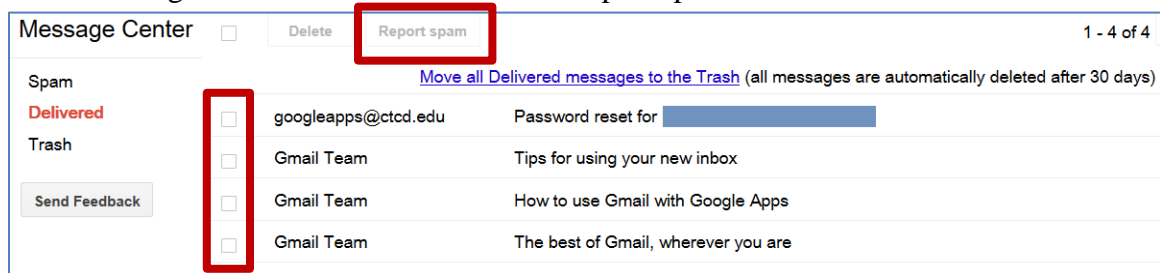 Message Center Delete Report spam 1 - 4 of 4
Move all Delivered messages to the Trash (all messages are automatically deleted after 30 days)
Spam
Delivered
Trash
Send Feedback
googleapps@ctcd.edu Password reset for
Gmail Team Tips for using your new inbox
Gmail Team How to use Gmail with Google Apps
Gmail Team The best of Gmail, wherever you are